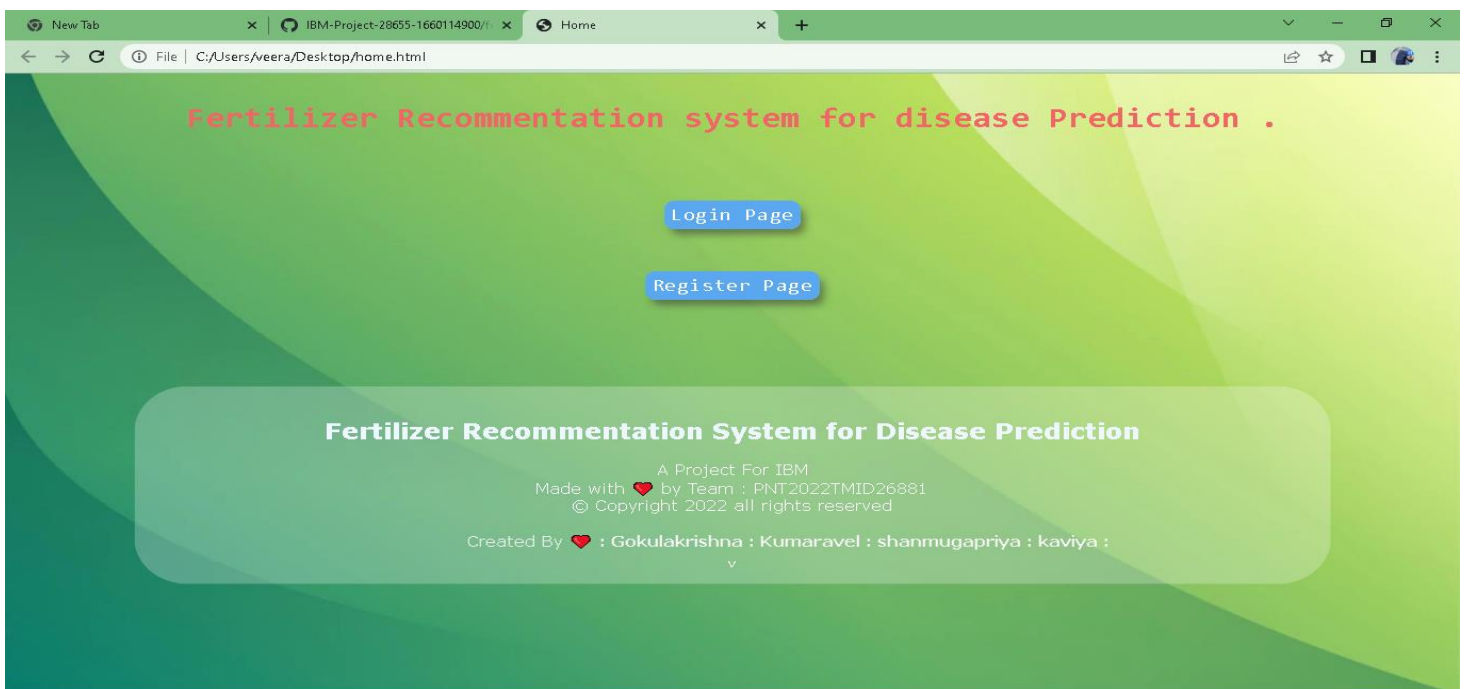 New Tab
IBM-Project-28655-1660114900/f
Home
File | C:/Users/veera/Desktop/home.html
Fertilizer Recommentation system for disease Prediction .
Login Page
Register Page
Fertilizer Recommentation System for Disease Prediction
A Project For IBM
Made with ❤ by Team : PNT2022TMID26881
© Copyright 2022 all rights reserved
Created By ❤ : Gokulakrishna : Kumaravel : shanmugapriya : kaviya :
v